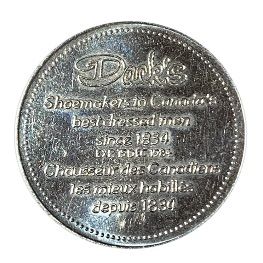 Dack's
Shoemakers to Canada's
best-dressed men
since 1834
Chausseur des Canadiens
les mieux habillés
depuis 1834